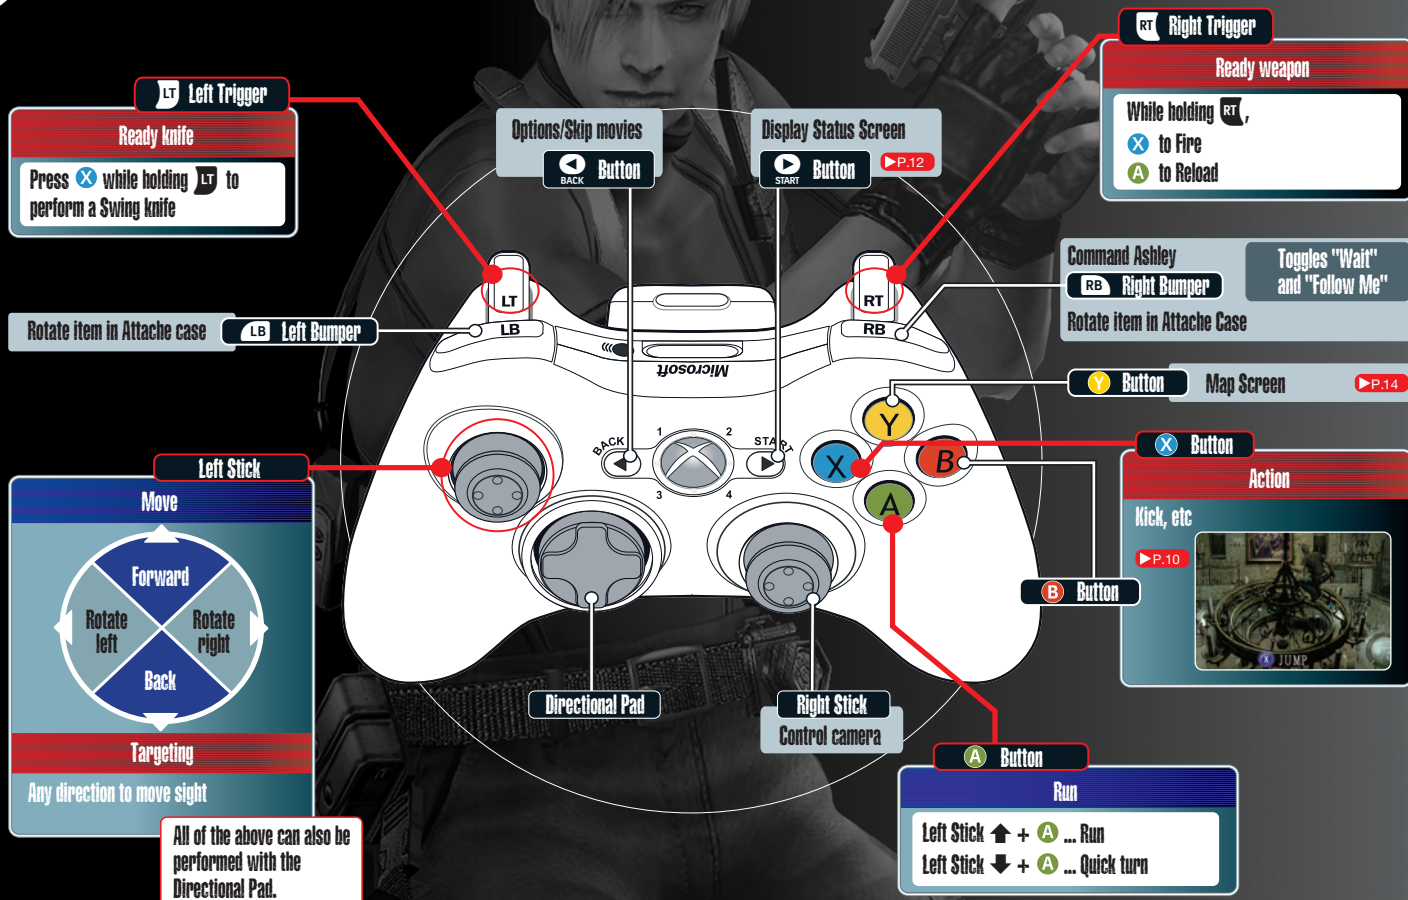 LT Left Trigger
Ready knife
Press X while holding LT to
perform a Swing knife
Options/Skip movies
BACK Button
Display Status Screen
START Button ▶P.12
RT Right Trigger
Ready weapon
While holding RT,
X to Fire
A to Reload
Command Ashley
RB Right Bumper
Toggles "Wait"
and "Follow Me"
Rotate item in Attache Case
Rotate item in Attache case LB Left Bumper
LT
LB
RT
RB
Microsoft
Y Button Map Screen ▶P.14
BACK
1 2
3 4
START
Y
X
B
A
X Button
Action
Kick, etc
▶P.10
X JUMP
B Button
Left Stick
Move
Forward
Rotate
left
Rotate
right
Back
Targeting
Any direction to move sight
All of the above can also be
performed with the
Directional Pad.
Directional Pad
Right Stick
Control camera
A Button
Run
Left Stick ⬆ + A ... Run
Left Stick ⬇ + A ... Quick turn